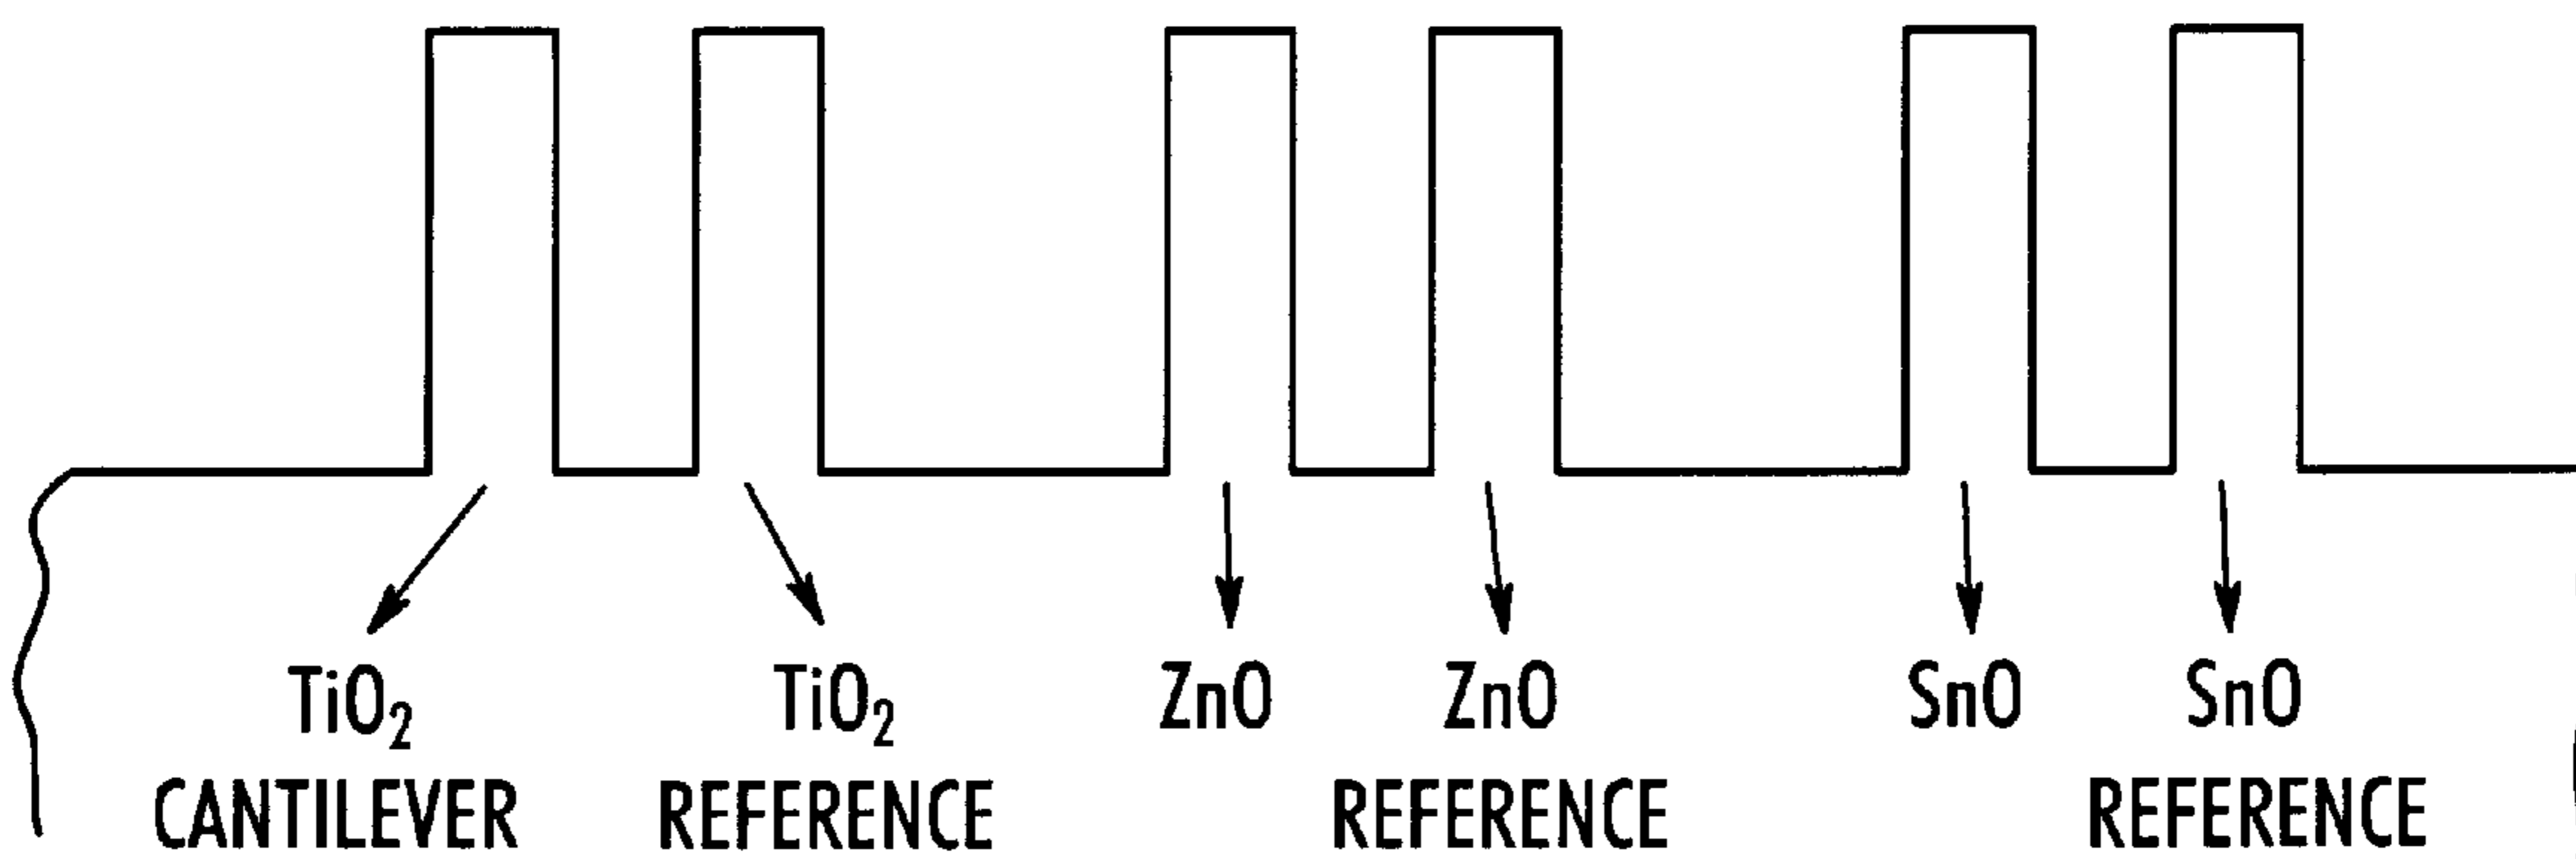 TiO₂ TiO₂ ZnO ZnO SnO SnO
CANTILEVER REFERENCE REFERENCE REFERENCE